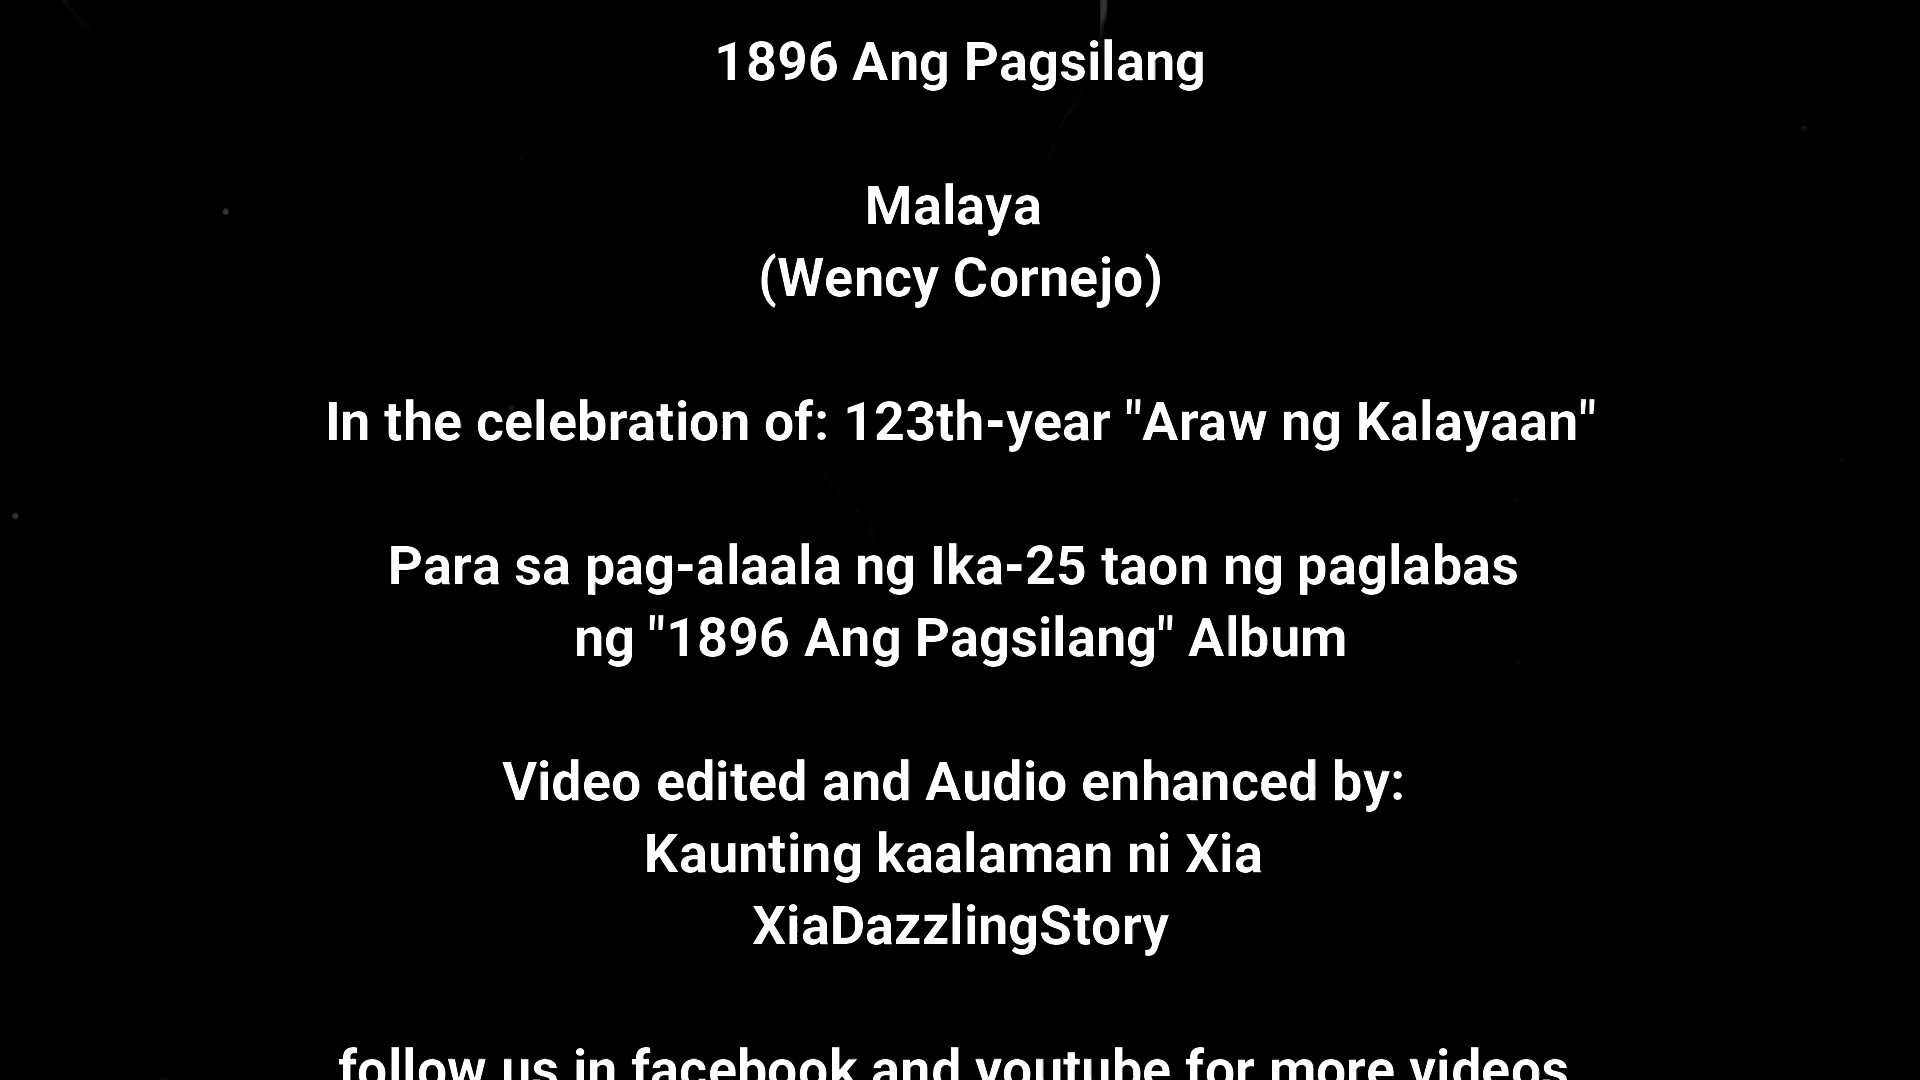 1896 Ang Pagsilang
Malaya
(Wency Cornejo)
In the celebration of: 123th-year "Araw ng Kalayaan"
Para sa pag-alaala ng Ika-25 taon ng paglabas
ng "1896 Ang Pagsilang" Album
Video edited and Audio enhanced by:
Kaunting kaalaman ni Xia
XiaDazzlingStory
follow us in facebook and youtube for more videos